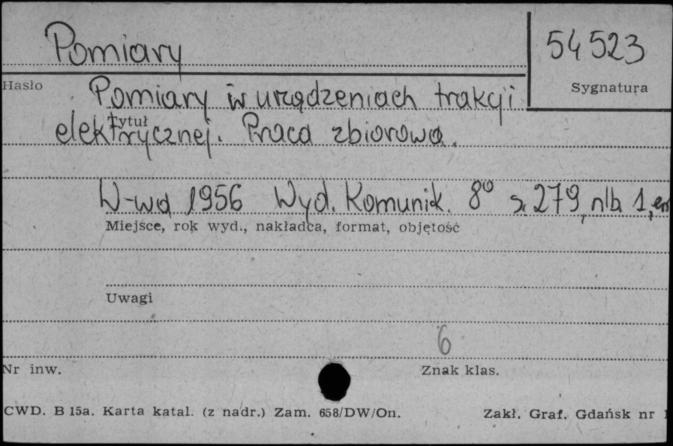 Pomiary
54523
Hasło
Sygnatura
Pomiary w urządzeniach trakcji
Tytuł
elektrycznej. Praca zbiorowa.
W-wa 1956 Wyd. Komunik. 8° s. 279, nlb 1,
Miejsce, rok wyd., nakładca, format, objętość
Uwagi
6
Nr inw.
Znak klas.
CWD. B 15a. Karta katal. (z nadr.) Zam. 658/DW/On.
Zakł. Graf. Gdańsk nr 1